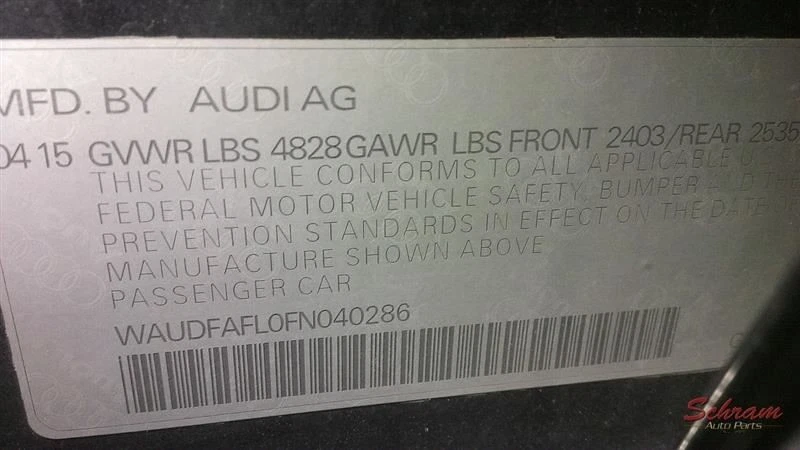 MFD. BY AUDI AG
0415 GVWR LBS 4828 GAWR LBS FRONT 2403/REAR 2535
THIS VEHICLE CONFORMS TO ALL APPLICABLE
FEDERAL MOTOR VEHICLE SAFETY, BUMPER
PREVENTION STANDARDS IN EFFECT ON THE DATE
MANUFACTURE SHOWN ABOVE
PASSENGER CAR
WAUDFAFL0FN040286
Schram
Auto Parts